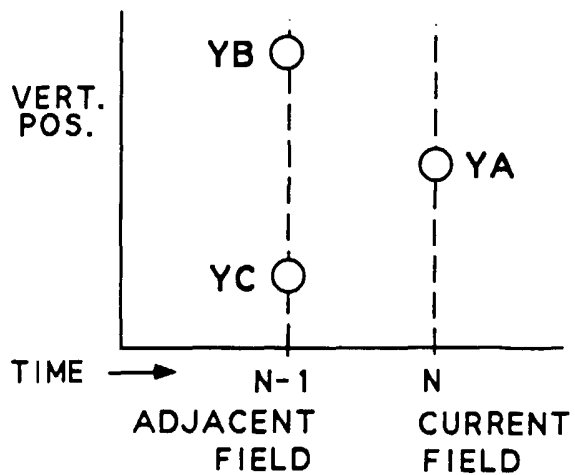 YB
VERT.
POS.
YA
YC
TIME
N-1
N
ADJACENT
FIELD
CURRENT
FIELD